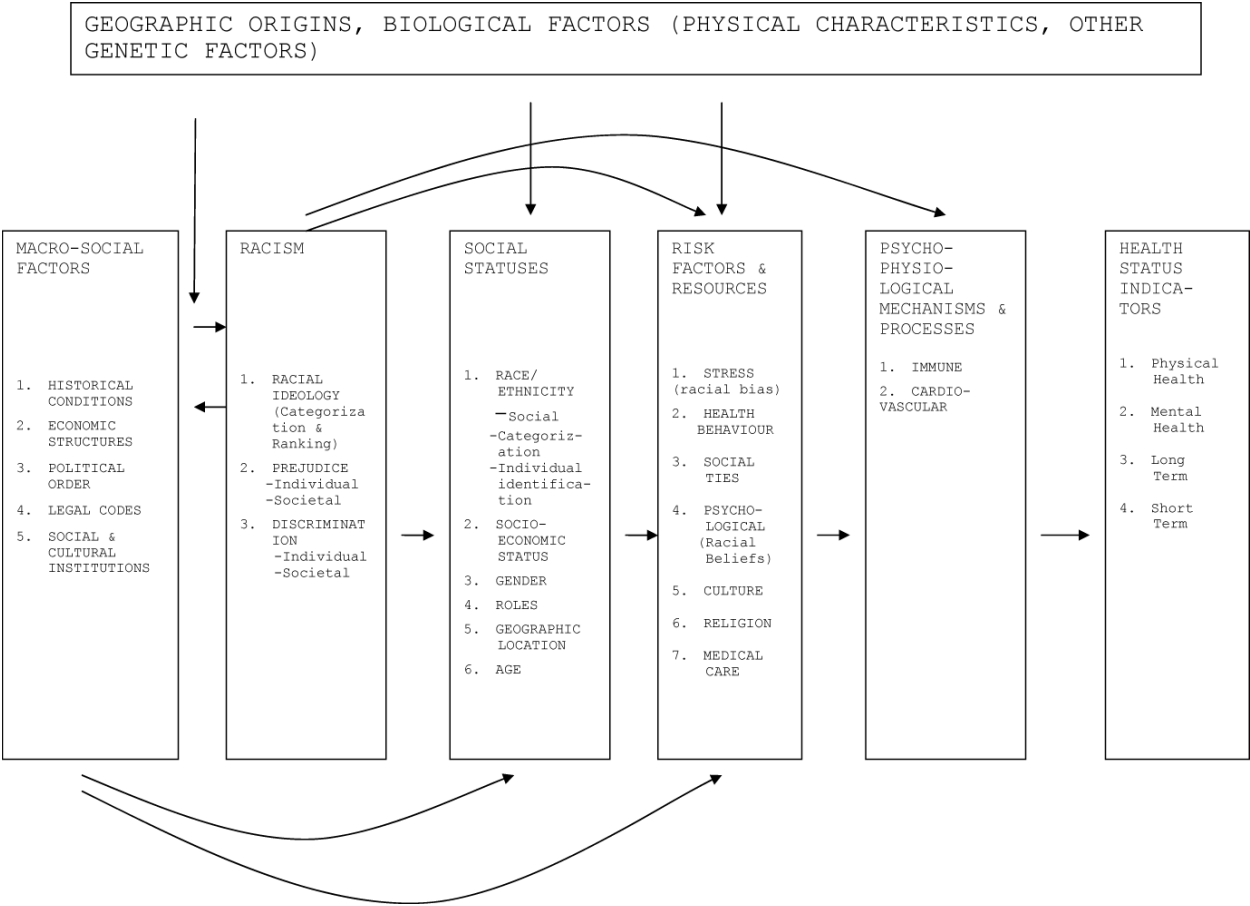 GEOGRAPHIC ORIGINS, BIOLOGICAL FACTORS (PHYSICAL CHARACTERISTICS, OTHER
GENETIC FACTORS)
MACRO-SOCIAL
FACTORS
1. HISTORICAL
CONDITIONS
2. ECONOMIC
STRUCTURES
3. POLITICAL
ORDER
4. LEGAL CODES
5. SOCIAL &
CULTURAL
INSTITUTIONS
RACISM
1. RACIAL
IDEOLOGY
(Categoriza
tion &
Ranking)
2. PREJUDICE
-Individual
-Societal
3. DISCRIMINAT
ION
-Individual
-Societal
SOCIAL
STATUSES
1. RACE/
ETHNICITY
-Social
-Categoriz-
ation
-Individual
identifica-
tion
2. SOCIO-
ECONOMIC
STATUS
3. GENDER
4. ROLES
5. GEOGRAPHIC
LOCATION
6. AGE
RISK
FACTORS &
RESOURCES
1. STRESS
(racial bias)
2. HEALTH
BEHAVIOUR
3. SOCIAL
TIES
4. PSYCHO-
LOGICAL
(Racial
Beliefs)
5. CULTURE
6. RELIGION
7. MEDICAL
CARE
PSYCHO-
PHYSIO-
LOGICAL
MECHANISMS &
PROCESSES
1. IMMUNE
2. CARDIO-
VASCULAR
HEALTH
STATUS
INDICA-
TORS
1. Physical
Health
2. Mental
Health
3. Long
Term
4. Short
Term